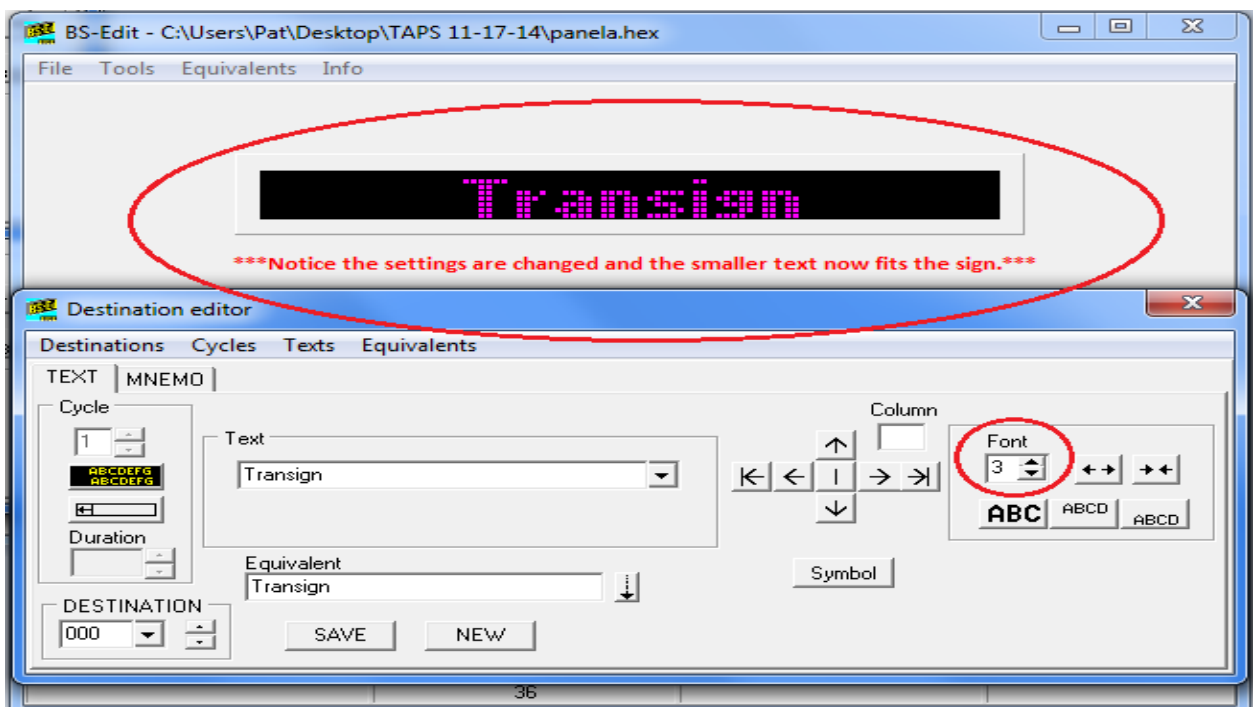 BS-Edit - C:\Users\Pat\Desktop\TAPS 11-17-14\panela.hex
File Tools Equivalents Info
Transign
***Notice the settings are changed and the smaller text now fits the sign.***
Destination editor
Destinations Cycles Texts Equivalents
TEXT MNEMO
Cycle
1
ABCDEFG
ABCDEFG
Duration
Text
Transign
Column
Font
3
ABC ABCD ABCD
Equivalent
Transign
Symbol
DESTINATION
000
SAVE NEW
36